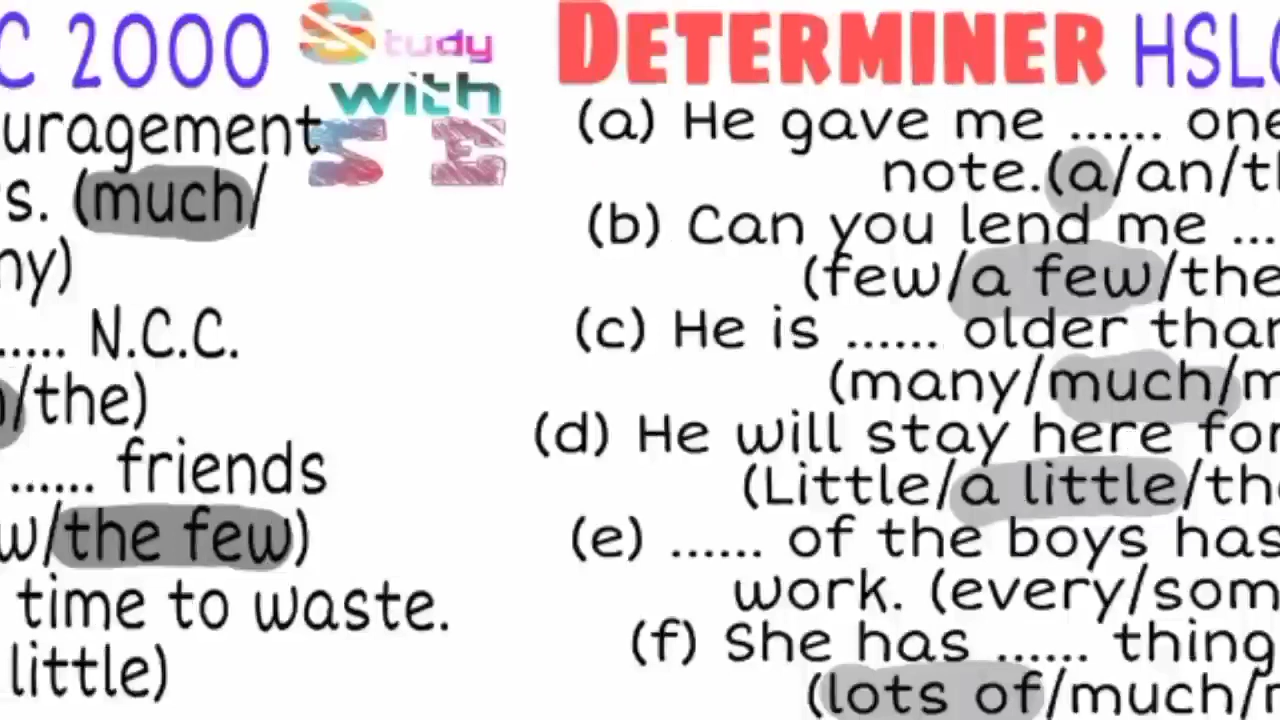 C 2000
uragement
s. (much/
ny)
...... N.C.C.
/the)
...... friends
w/the few)
time to waste.
little)
Study
with
S E
DETERMINER HSLC
(a) He gave me ...... one
note.(a/an/th
(b) Can you lend me ...
(few/a few/the
(c) He is ...... older than
(many/much/m
(d) He will stay here for
(Little/a little/the
(e) ...... of the boys has
work. (every/som
(f) She has ...... thing
(lots of/much/m